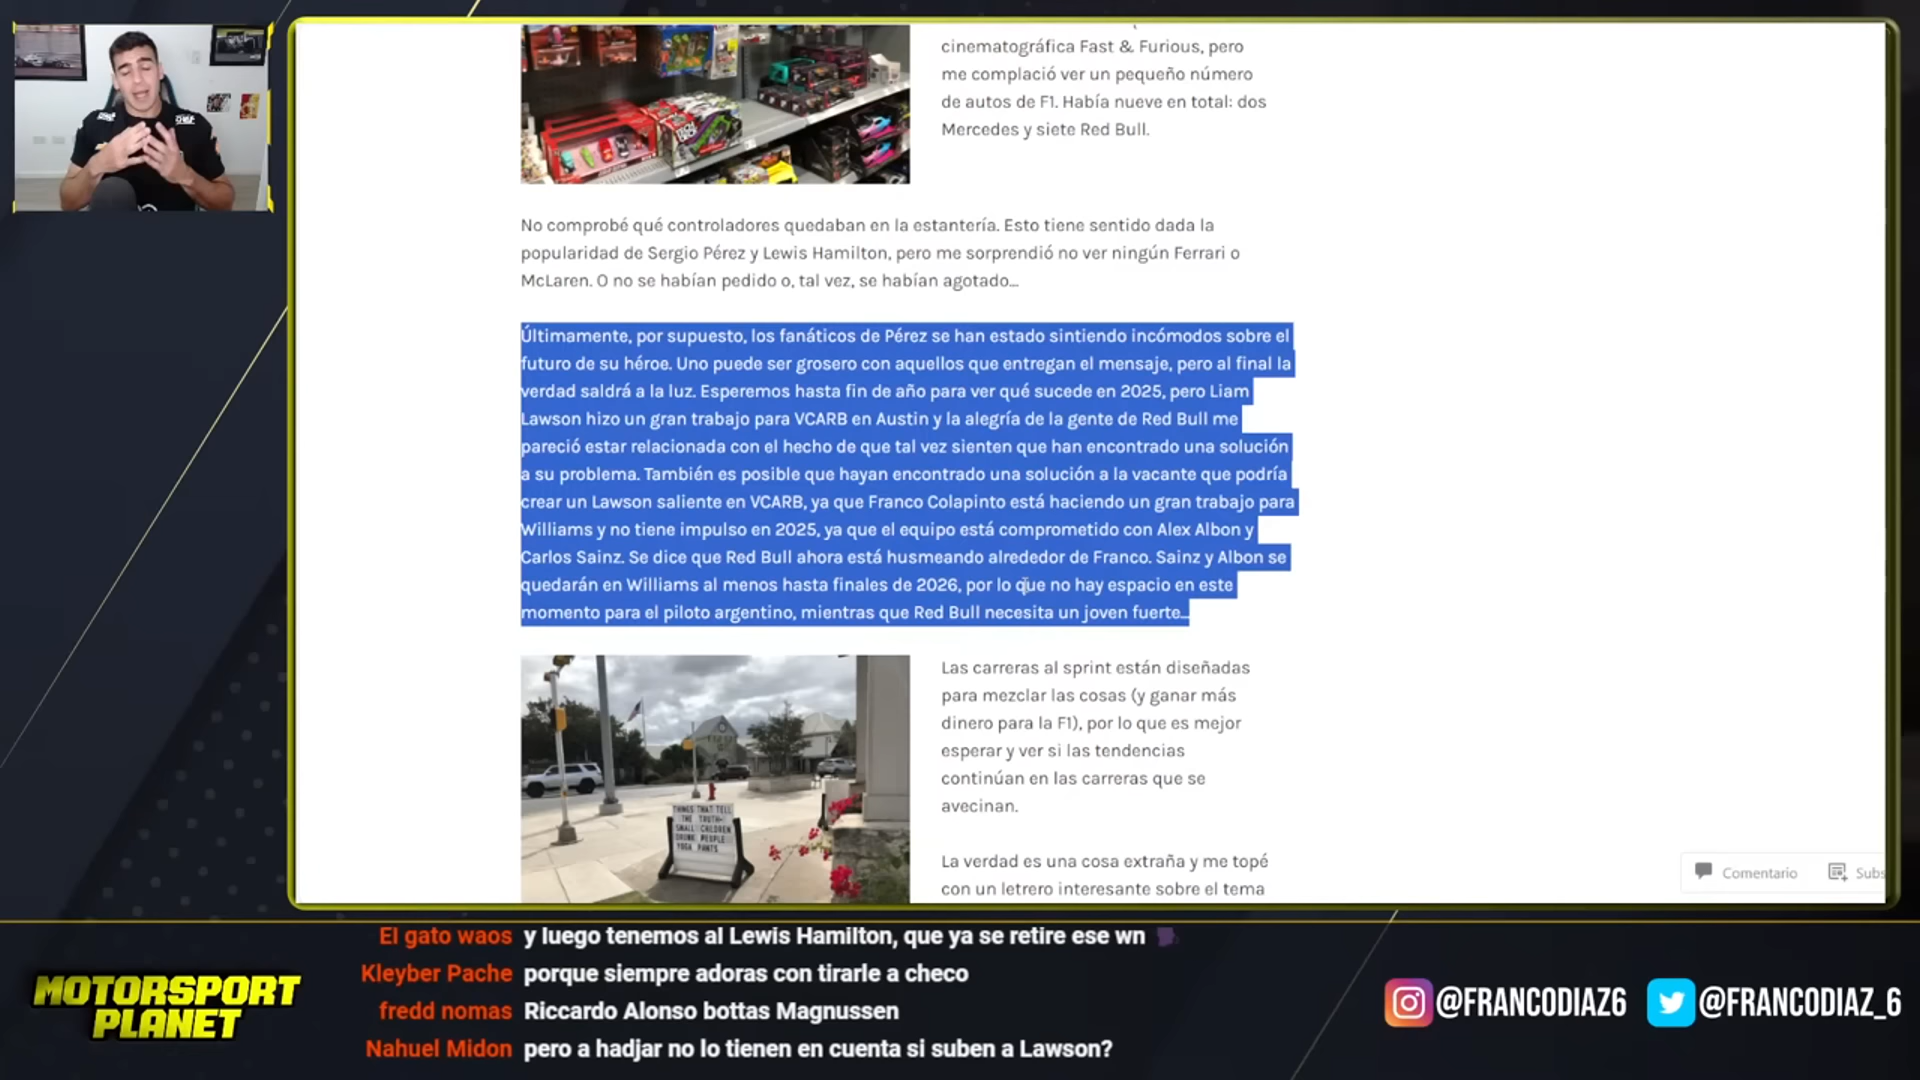 cinematográfica Fast & Furious, pero
me complació ver un pequeño número
de autos de F1. Había nueve en total: dos
Mercedes y siete Red Bull.
No comprobé qué controladores quedaban en la estantería. Esto tiene sentido dada la
popularidad de Sergio Pérez y Lewis Hamilton, pero me sorprendió no ver ningún Ferrari o
McLaren. O no se habían pedido o, tal vez, se habían agotado...
Últimamente, por supuesto, los fanáticos de Pérez se han estado sintiendo incómodos sobre el
futuro de su héroe. Uno puede ser grosero con aquellos que entregan el mensaje, pero al final la
verdad saldrá a la luz. Esperemos hasta fin de año para ver qué sucede en 2025, pero Liam
Lawson hizo un gran trabajo para VCARB en Austin y la alegría de la gente de Red Bull me
pareció estar relacionada con el hecho de que tal vez sienten que han encontrado una solución
a su problema. También es posible que hayan encontrado una solución a la vacante que podría
crear un Lawson saliente en VCARB, ya que Franco Colapinto está haciendo un gran trabajo para
Williams y no tiene impulso en 2025, ya que el equipo está comprometido con Alex Albon y
Carlos Sainz. Se dice que Red Bull ahora está husmeando alrededor de Franco. Sainz y Albon se
quedarán en Williams al menos hasta finales de 2026, por lo que no hay espacio en este
momento para el piloto argentino, mientras que Red Bull necesita un joven fuerte...
THINGS THAT TELL
THE TRUTH-
SMALL CHILDREN
DRUNK PEOPLE
YOGA PANTS
Las carreras al sprint están diseñadas
para mezclar las cosas (y ganar más
dinero para la F1), por lo que es mejor
esperar y ver si las tendencias
continúan en las carreras que se
avecinan.
La verdad es una cosa extraña y me topé
con un letrero interesante sobre el tema
Comentario
Subs
El gato waos y luego tenemos al Lewis Hamilton, que ya se retire ese wn
Kleyber Pache porque siempre adoras con tirarle a checo
fredd nomas Riccardo Alonso bottas Magnussen
Nahuel Midon pero a hadjar no lo tienen en cuenta si suben a Lawson?
MOTORSPORT
PLANET
@FRANCODIAZ6
@FRANCODIAZ_6